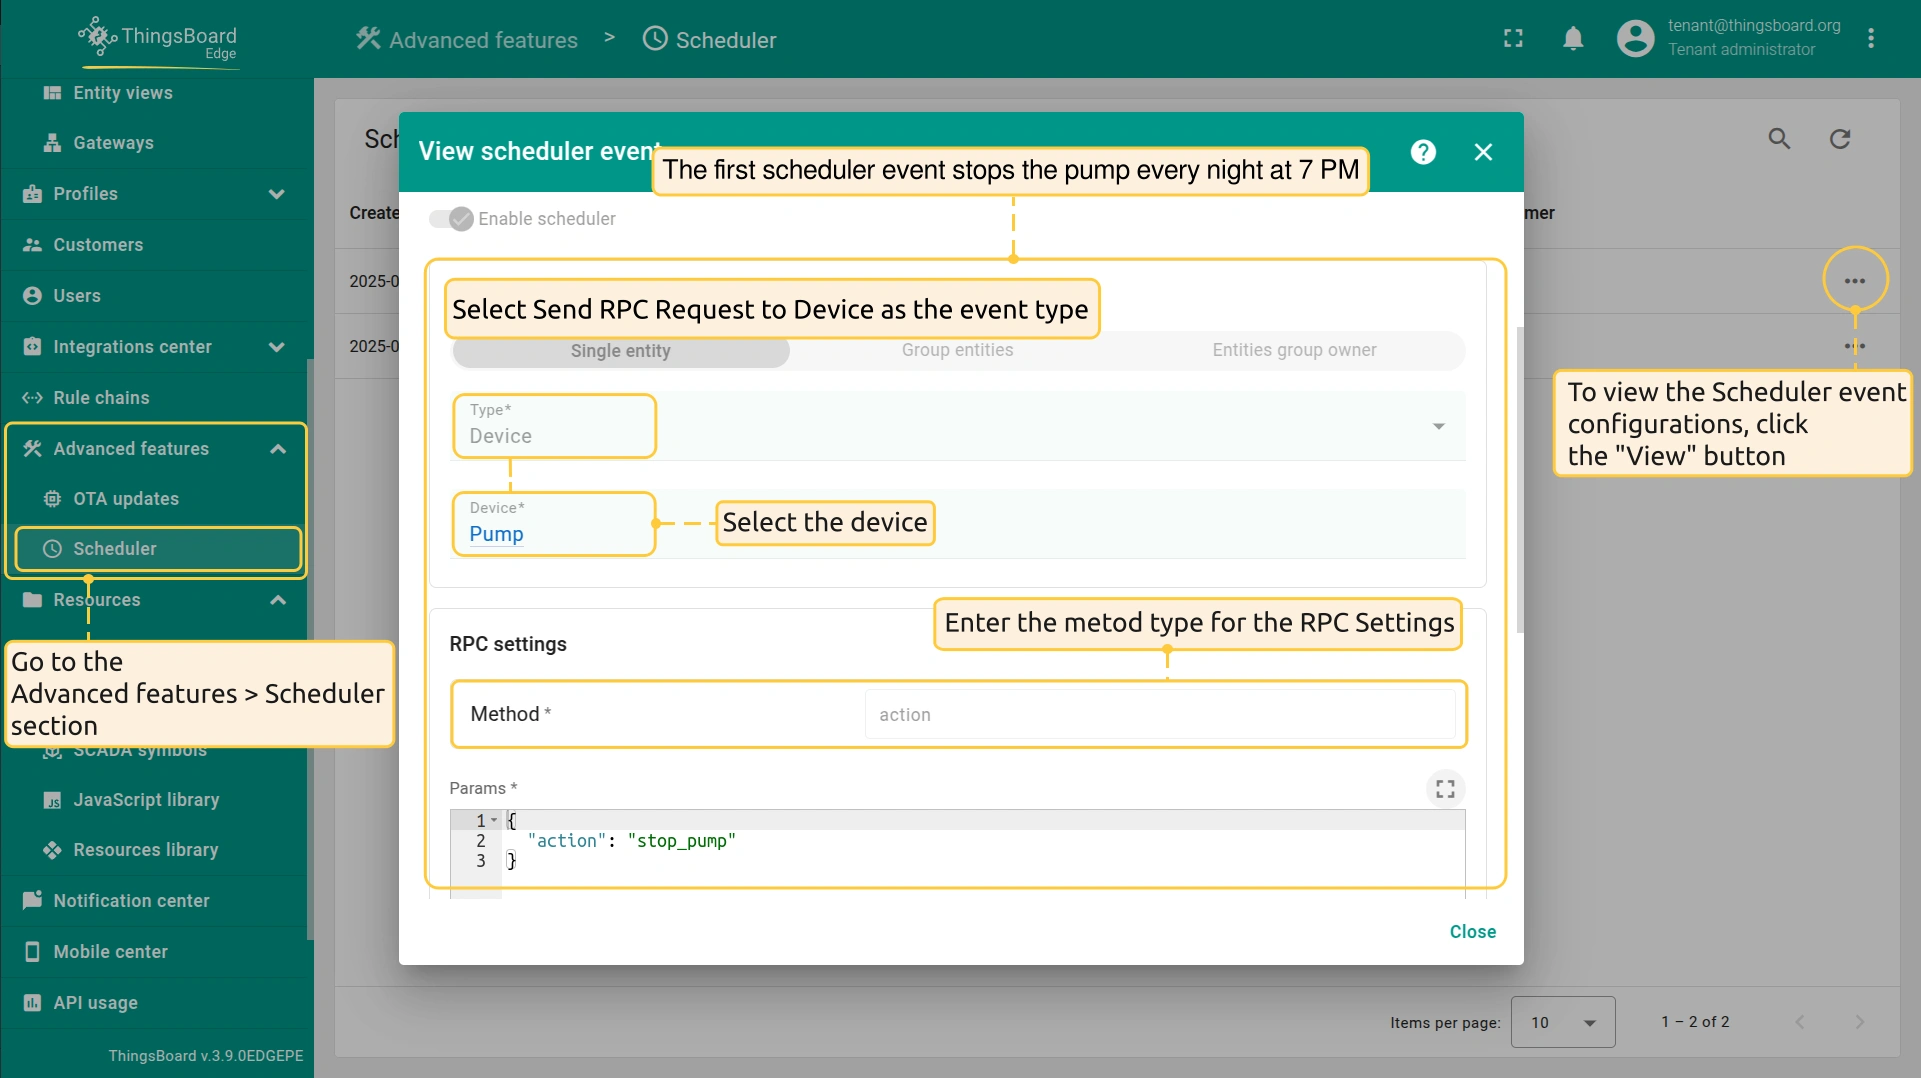 ThingsBoard
Edge
Advanced features > Scheduler
tenant@thingsboard.org
Tenant administrator
Entity views
Gateways
Profiles
Customers
Users
Integrations center
Rule chains
Advanced features
OTA updates
Scheduler
Resources
Go to the
Advanced features > Scheduler
section
SCADA symbols
JavaScript library
Resources library
Notification center
Mobile center
API usage
ThingsBoard v.3.9.0EDGEPE
Sch
Create
mer
2025-0
2025-0
View scheduler event
The first scheduler event stops the pump every night at 7 PM
Enable scheduler
Select Send RPC Request to Device as the event type
Single entity Group entities Entities group owner
Type*
Device
Device*
Pump
Select the device
Enter the metod type for the RPC Settings
RPC settings
Method * action
Params *
1 {
2 "action": "stop_pump"
3 }
Close
To view the Scheduler event
configurations, click
the "View" button
Items per page: 10 1 – 2 of 2